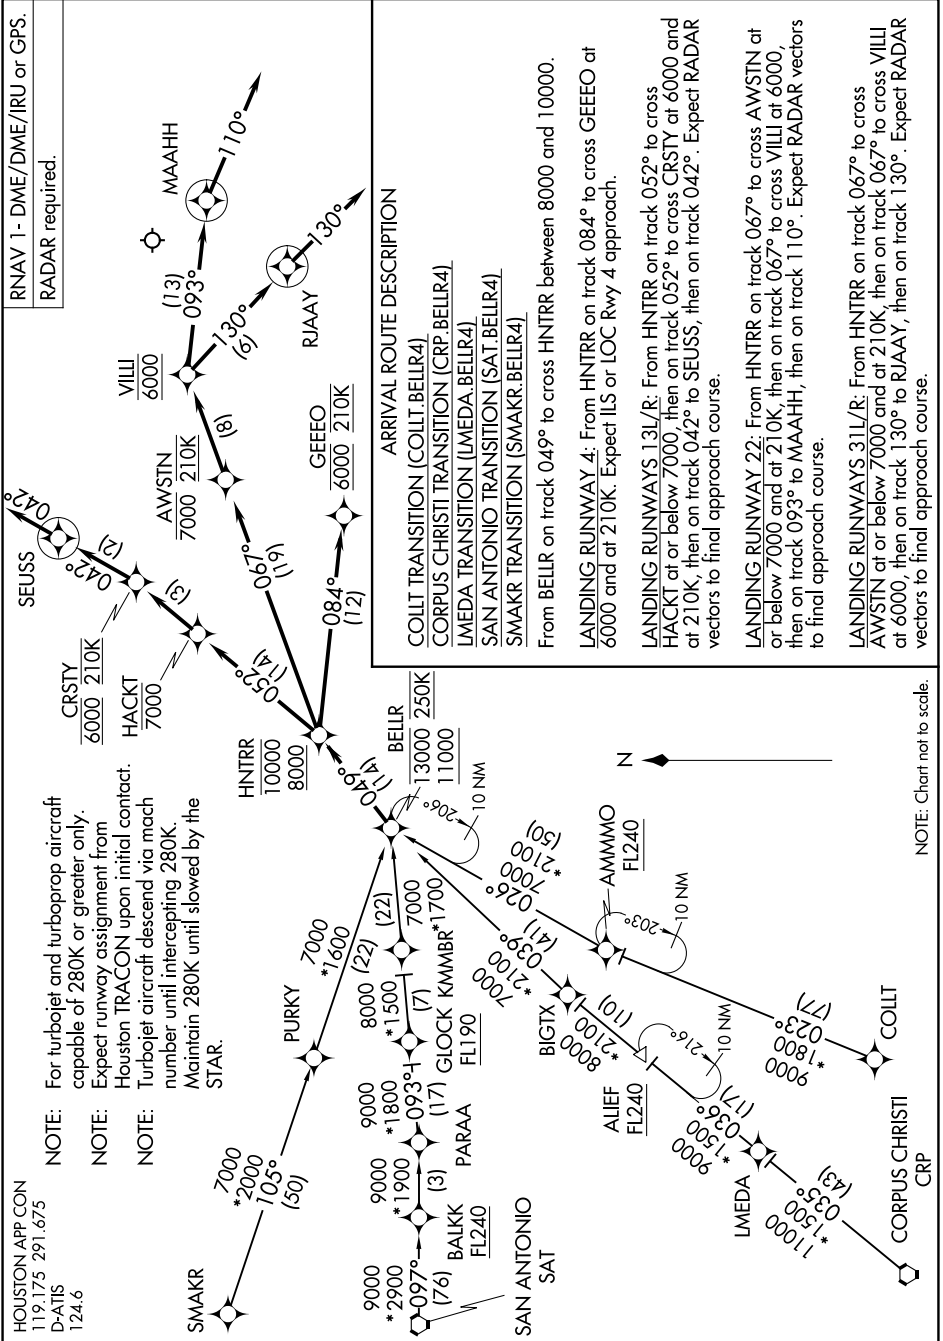 HOUSTON APP CON
119.175 291.675
D-ATIS
124.6
RNAV 1- DME/DME/IRU or GPS.
RADAR required.
NOTE: For turbojet and turboprop aircraft
capable of 280K or greater only.
NOTE: Expect runway assignment from
Houston TRACON upon initial contact.
NOTE: Turbojet aircraft descend via mach
number until intercepting 280K.
Maintain 280K until slowed by the
STAR.
SMAKR
7000
*2000
105°
(50)
PURKY
7000
*1600
(22)
SAN ANTONIO
SAT
9000
*2900
097°
(76)
BALKK
FL240
9000
*1900
(3)
PARAA
9000
*1800
093°
(17)
GLOCK
FL190
8000
*1500
(7)
KMMBR
(22)
7000
*1700
CORPUS CHRISTI
CRP
11000
*1500
035°
(43)
LMEDA
9000
*1500
036°
(17)
ALIEF
FL240
216°
10 NM
8000
*2100
(10)
BIGTX
7000
*2100
039°
(41)
COLLT
9000
*1800
023°
(77)
AMMMO
FL240
203°
10 NM
7000
*2100
(50)
026°
BELLR
13000 250K
11000
206°
10 NM
049°
(14)
HNTRR
10000
8000
052°
(14)
HACKT
7000
(3)
CRSTY
6000 210K
042°
(2)
SEUSS
042°
067°
(19)
AWSTN
7000 210K
(8)
VILLI
6000
093°
(13)
MAAHH
110°
130°
(6)
RJAAY
130°
084°
(12)
GEEEO
6000 210K
N
NOTE: Chart not to scale.
ARRIVAL ROUTE DESCRIPTION
COLLT TRANSITION (COLLT.BELLR4)
CORPUS CHRISTI TRANSITION (CRP.BELLR4)
LMEDA TRANSITION (LMEDA.BELLR4)
SAN ANTONIO TRANSITION (SAT.BELLR4)
SMAKR TRANSITION (SMAKR.BELLR4)
From BELLR on track 049° to cross HNTRR between 8000 and 10000.
LANDING RUNWAY 4: From HNTRR on track 084° to cross GEEEO at
6000 and at 210K. Expect ILS or LOC Rwy 4 approach.
LANDING RUNWAYS 13L/R: From HNTRR on track 052° to cross
HACKT at or below 7000, then on track 052° to cross CRSTY at 6000 and
at 210K, then on track 042° to SEUSS, then on track 042°. Expect RADAR
vectors to final approach course.
LANDING RUNWAY 22: From HNTRR on track 067° to cross AWSTN at
or below 7000 and at 210K, then on track 067° to cross VILLI at 6000,
then on track 093° to MAAHH, then on track 110°. Expect RADAR vectors
to final approach course.
LANDING RUNWAYS 31L/R: From HNTRR on track 067° to cross
AWSTN at or below 7000 and at 210K, then on track 067° to cross VILLI
at 6000, then on track 130° to RJAAY, then on track 130°. Expect RADAR
vectors to final approach course.